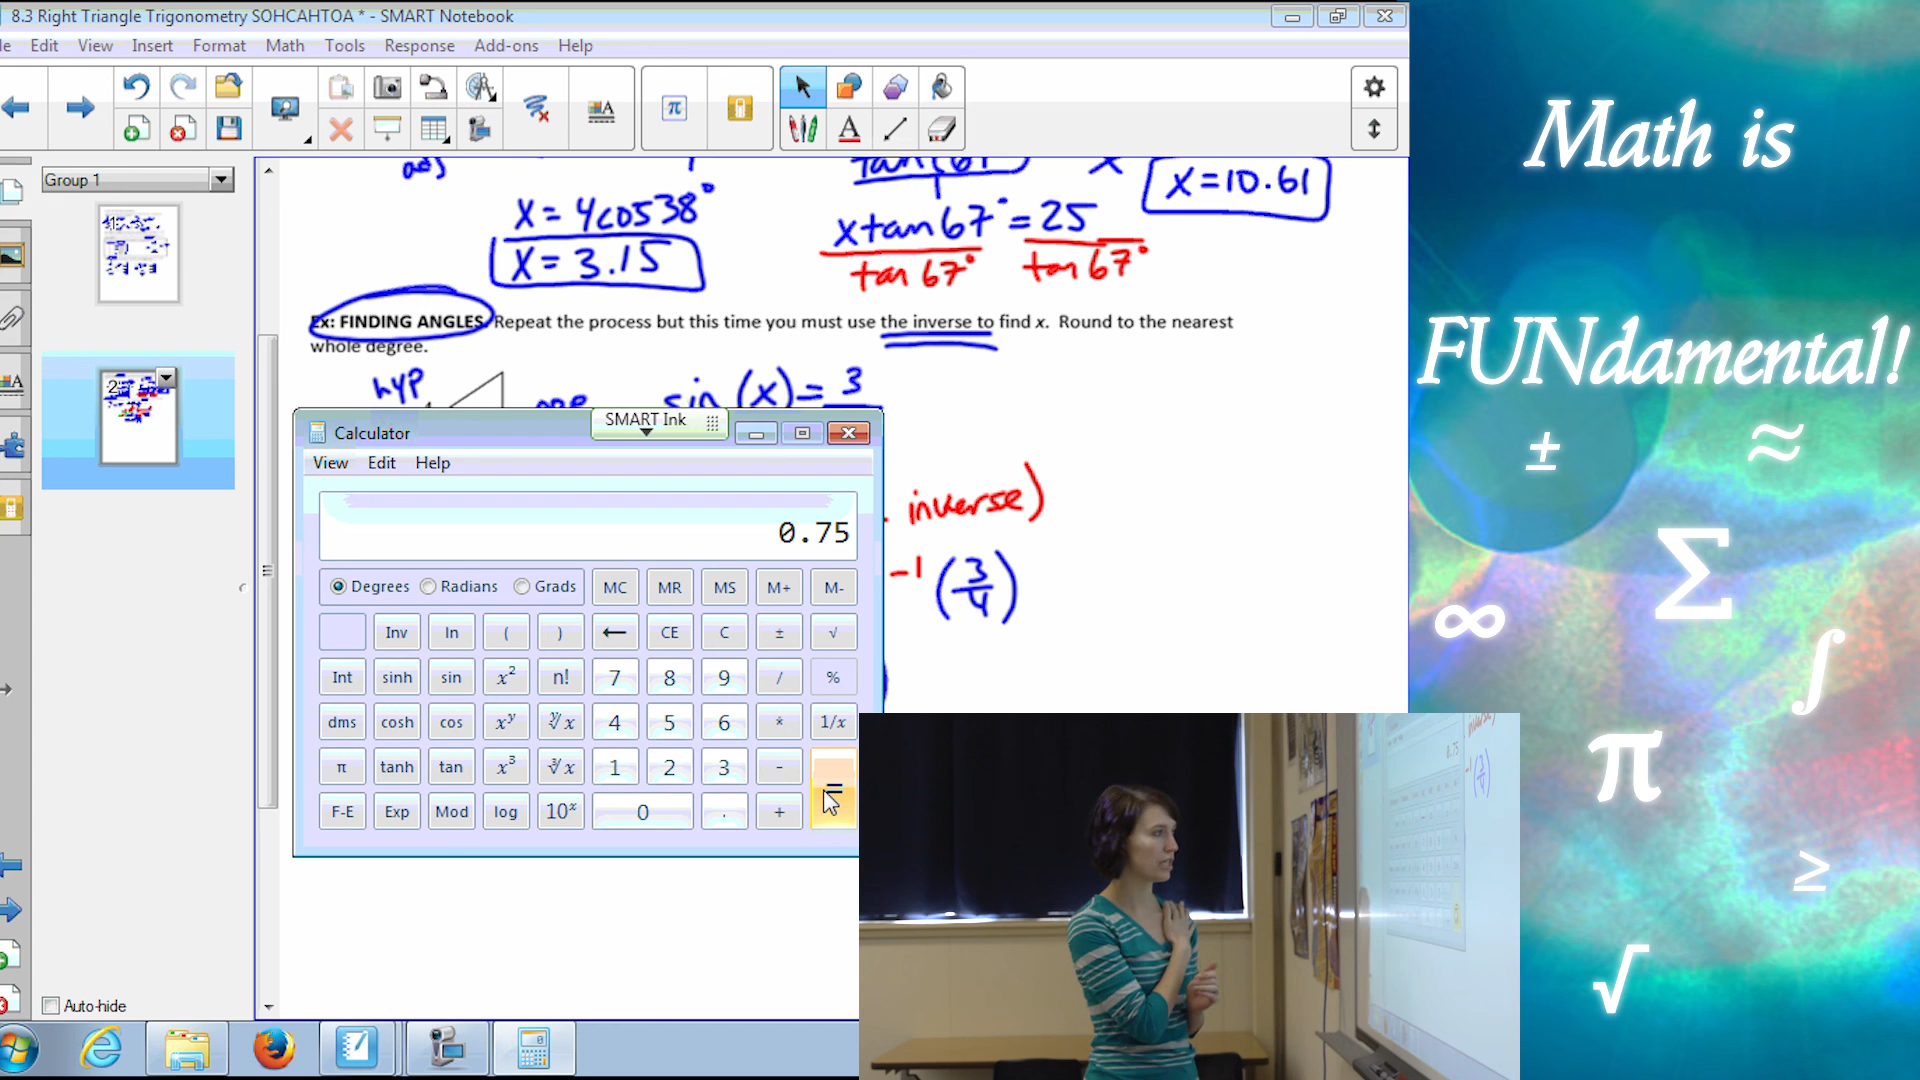 8.3 Right Triangle Trigonometry SOHCAHTOA * - SMART Notebook
Edit View Insert Format Math Tools Response Add-ons Help
Group 1
adj
x = 4cos38°
x = 3.15
x tan 67° = 25
tan 67° tan 67°
x = 10.61
Ex: FINDING ANGLES. Repeat the process but this time you must use the inverse to find x. Round to the nearest
whole degree.
hyp
sin (x) = 3
inverse)
-1 (3/4)
SMART Ink
Calculator
View Edit Help
0.75
Degrees Radians Grads MC MR MS M+ M-
Inv ln ( ) ← CE C ± √
Int sinh sin x² n! 7 8 9 / %
dms cosh cos xʸ ʸ√x 4 5 6 * 1/x
π tanh tan x³ ³√x 1 2 3 - =
F-E Exp Mod log 10ˣ 0 . +
Auto-hide
Math is
FUNdamental!
± ≈
∞ Σ ∫
π
≥
√